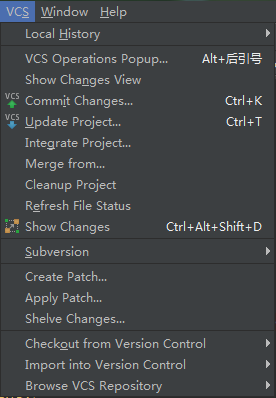 VCS Window Help
Local History
VCS Operations Popup... Alt+后引号
Show Changes View
VCS Commit Changes... Ctrl+K
VCS Update Project... Ctrl+T
Integrate Project...
Merge from...
Cleanup Project
Refresh File Status
Show Changes Ctrl+Alt+Shift+D
Subversion
Create Patch...
Apply Patch...
Shelve Changes...
Checkout from Version Control
Import into Version Control
Browse VCS Repository